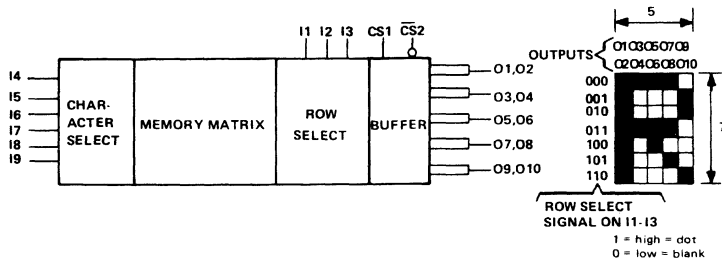 I1 I2 I3 CS1 C̅S̅2
I4
I5
I6
I7
I8
I9
CHAR-
ACTER
SELECT
MEMORY MATRIX
ROW
SELECT
BUFFER
O1,O2
O3,O4
O5,O6
O7,O8
O9,O10
5
OUTPUTS
O1O3O5O7O9
O2O4O6O8O10
000
001
010
011
100
101
110
7
ROW SELECT
SIGNAL ON I1-I3
1 = high = dot
0 = low = blank